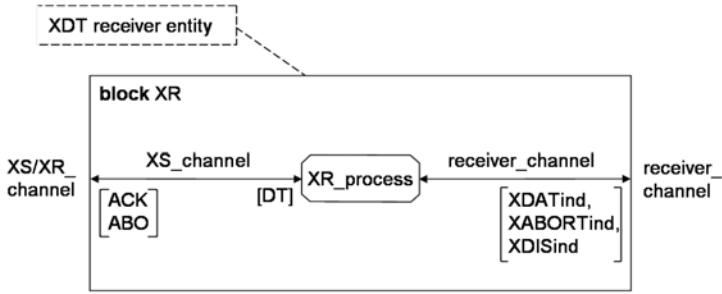 XDT receiver entity
block XR
XS/XR_
channel
XS_channel
[DT]
ACK
ABO
XR_process
receiver_channel
XDATind,
XABORTind,
XDISind
receiver_
channel